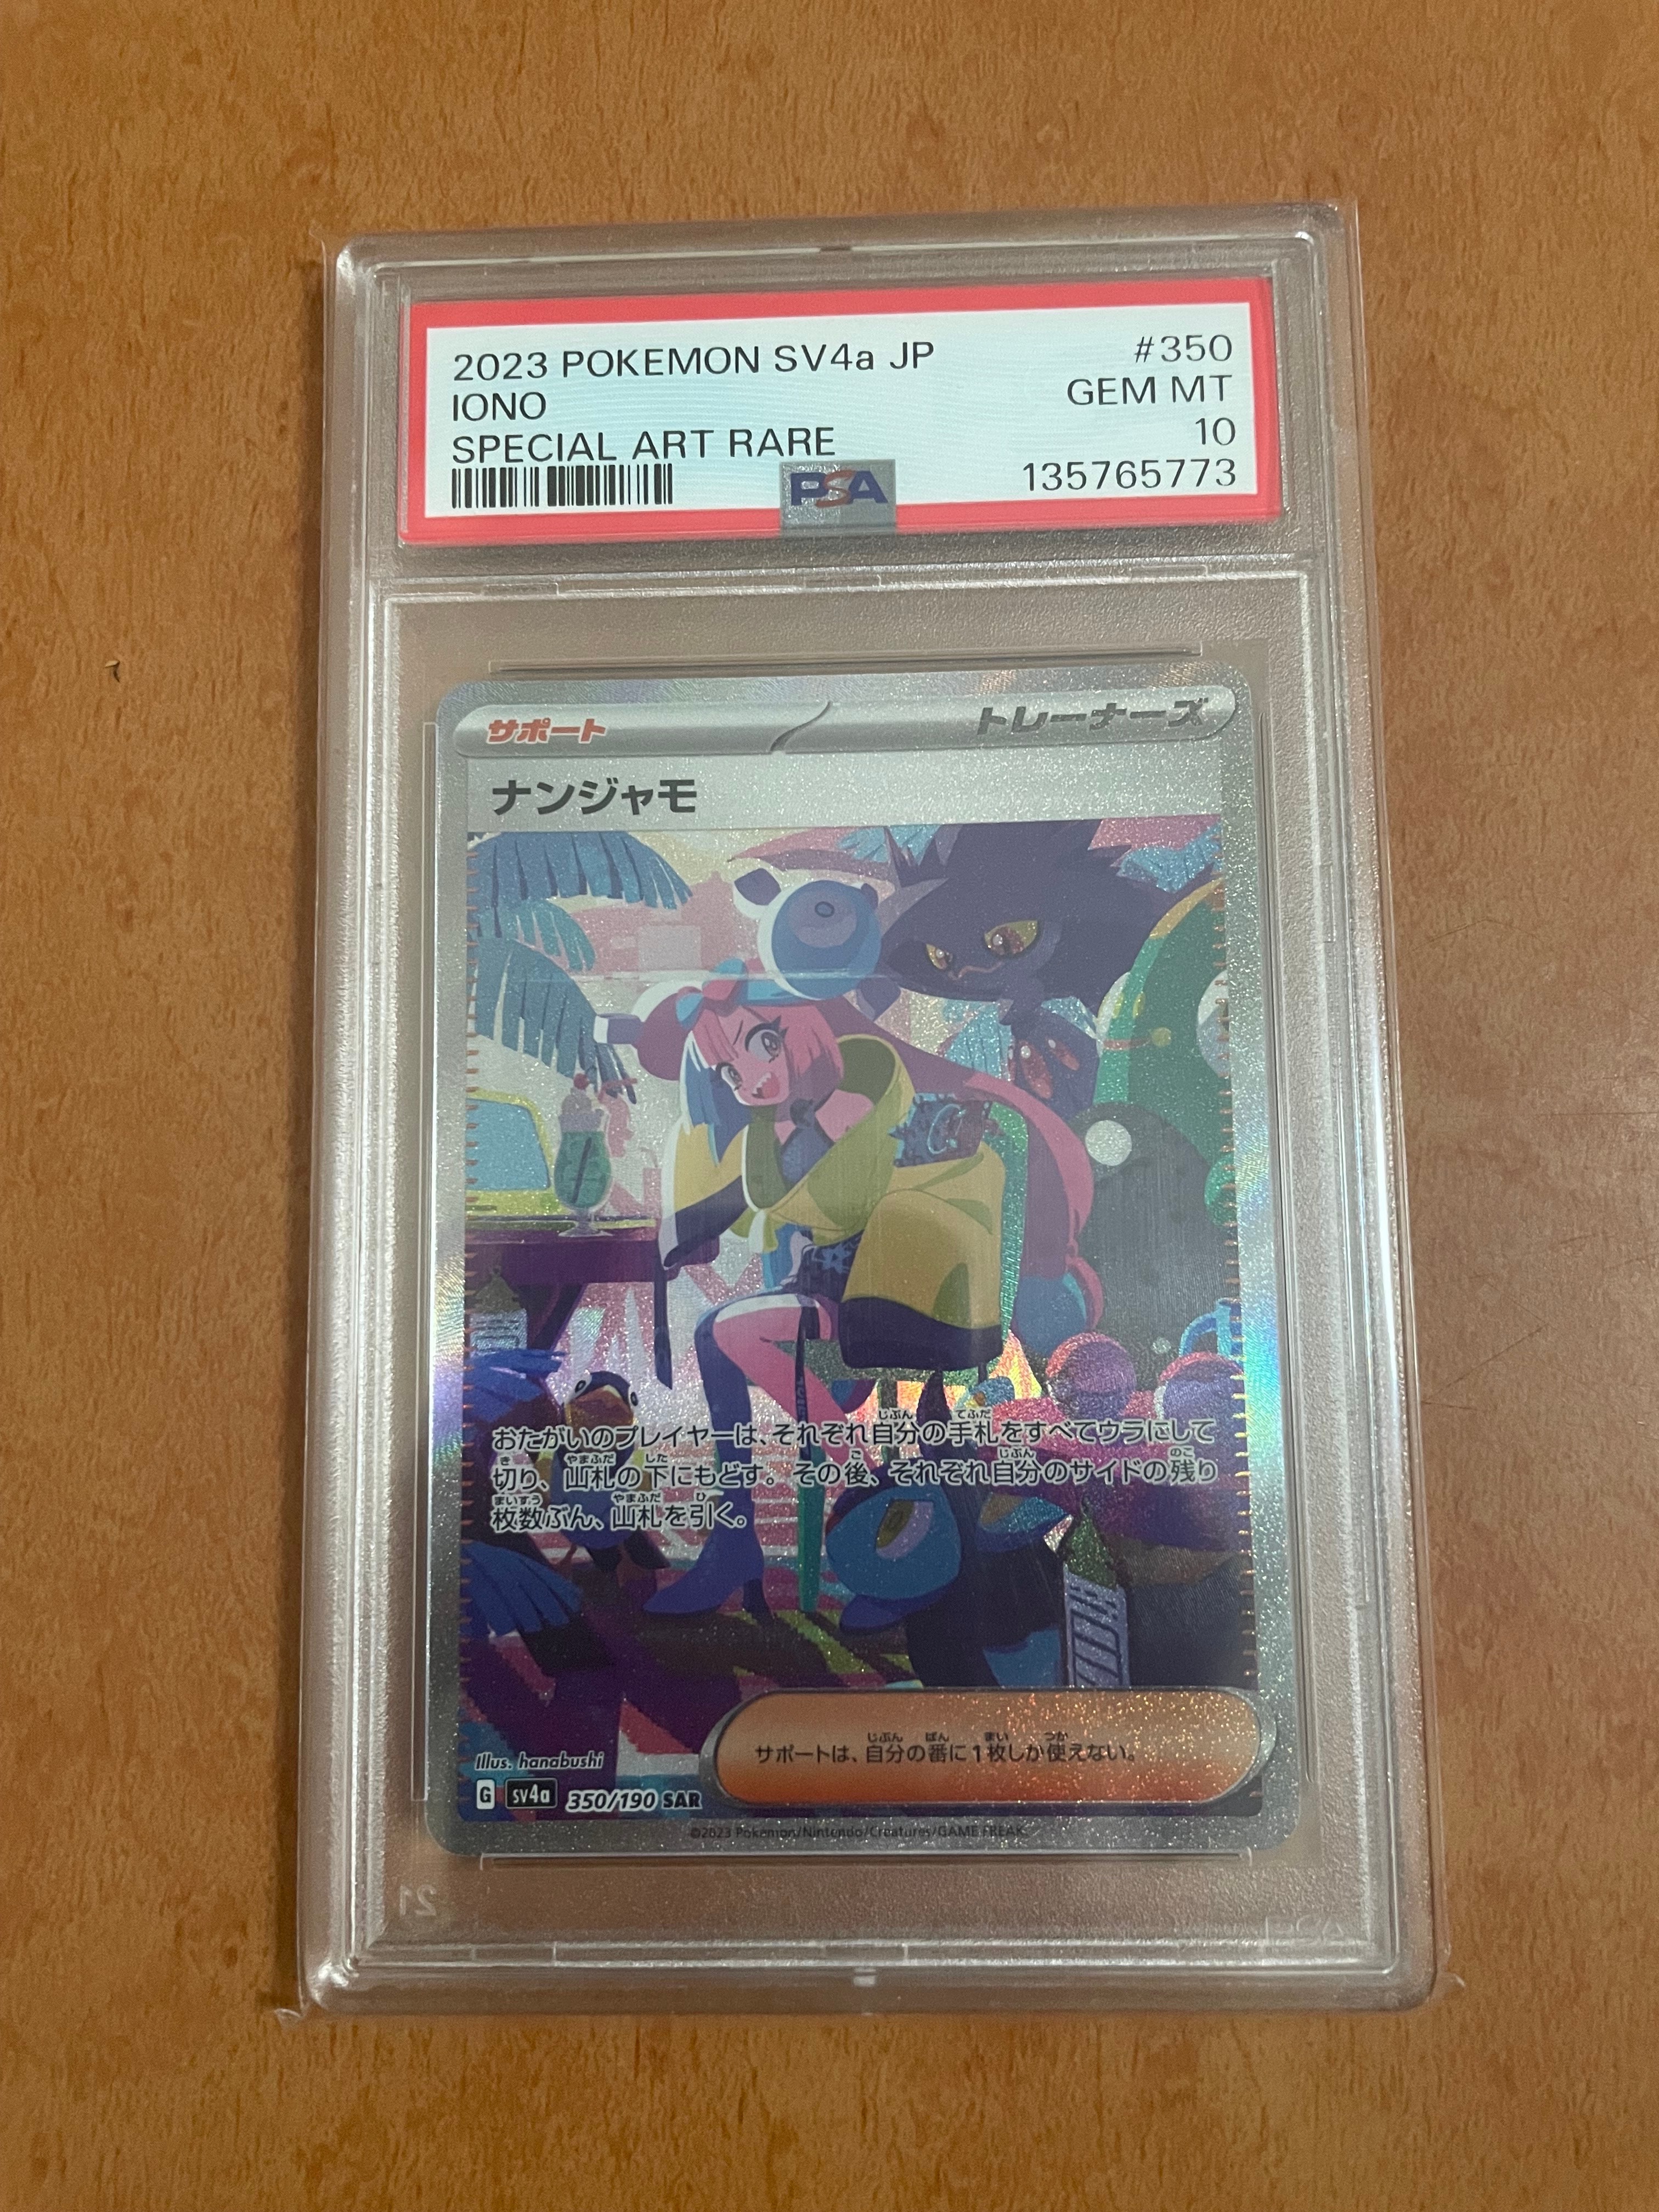 2023 POKEMON SV4a JP #350
IONO GEM MT
SPECIAL ART RARE 10
PSA 135765773
サポート トレーナーズ
ナンジャモ
おたがいのプレイヤーは、それぞれ自分の手札をすべてウラにして
切り、山札の下にもどす。その後、それぞれ自分のサイドの残り
枚数ぶん、山札を引く。
サポートは、自分の番に1枚しか使えない。
Illus. hanabushi
G SV4a 350/190 SAR
©2023 Pokémon/Nintendo/Creatures/GAME FREAK.